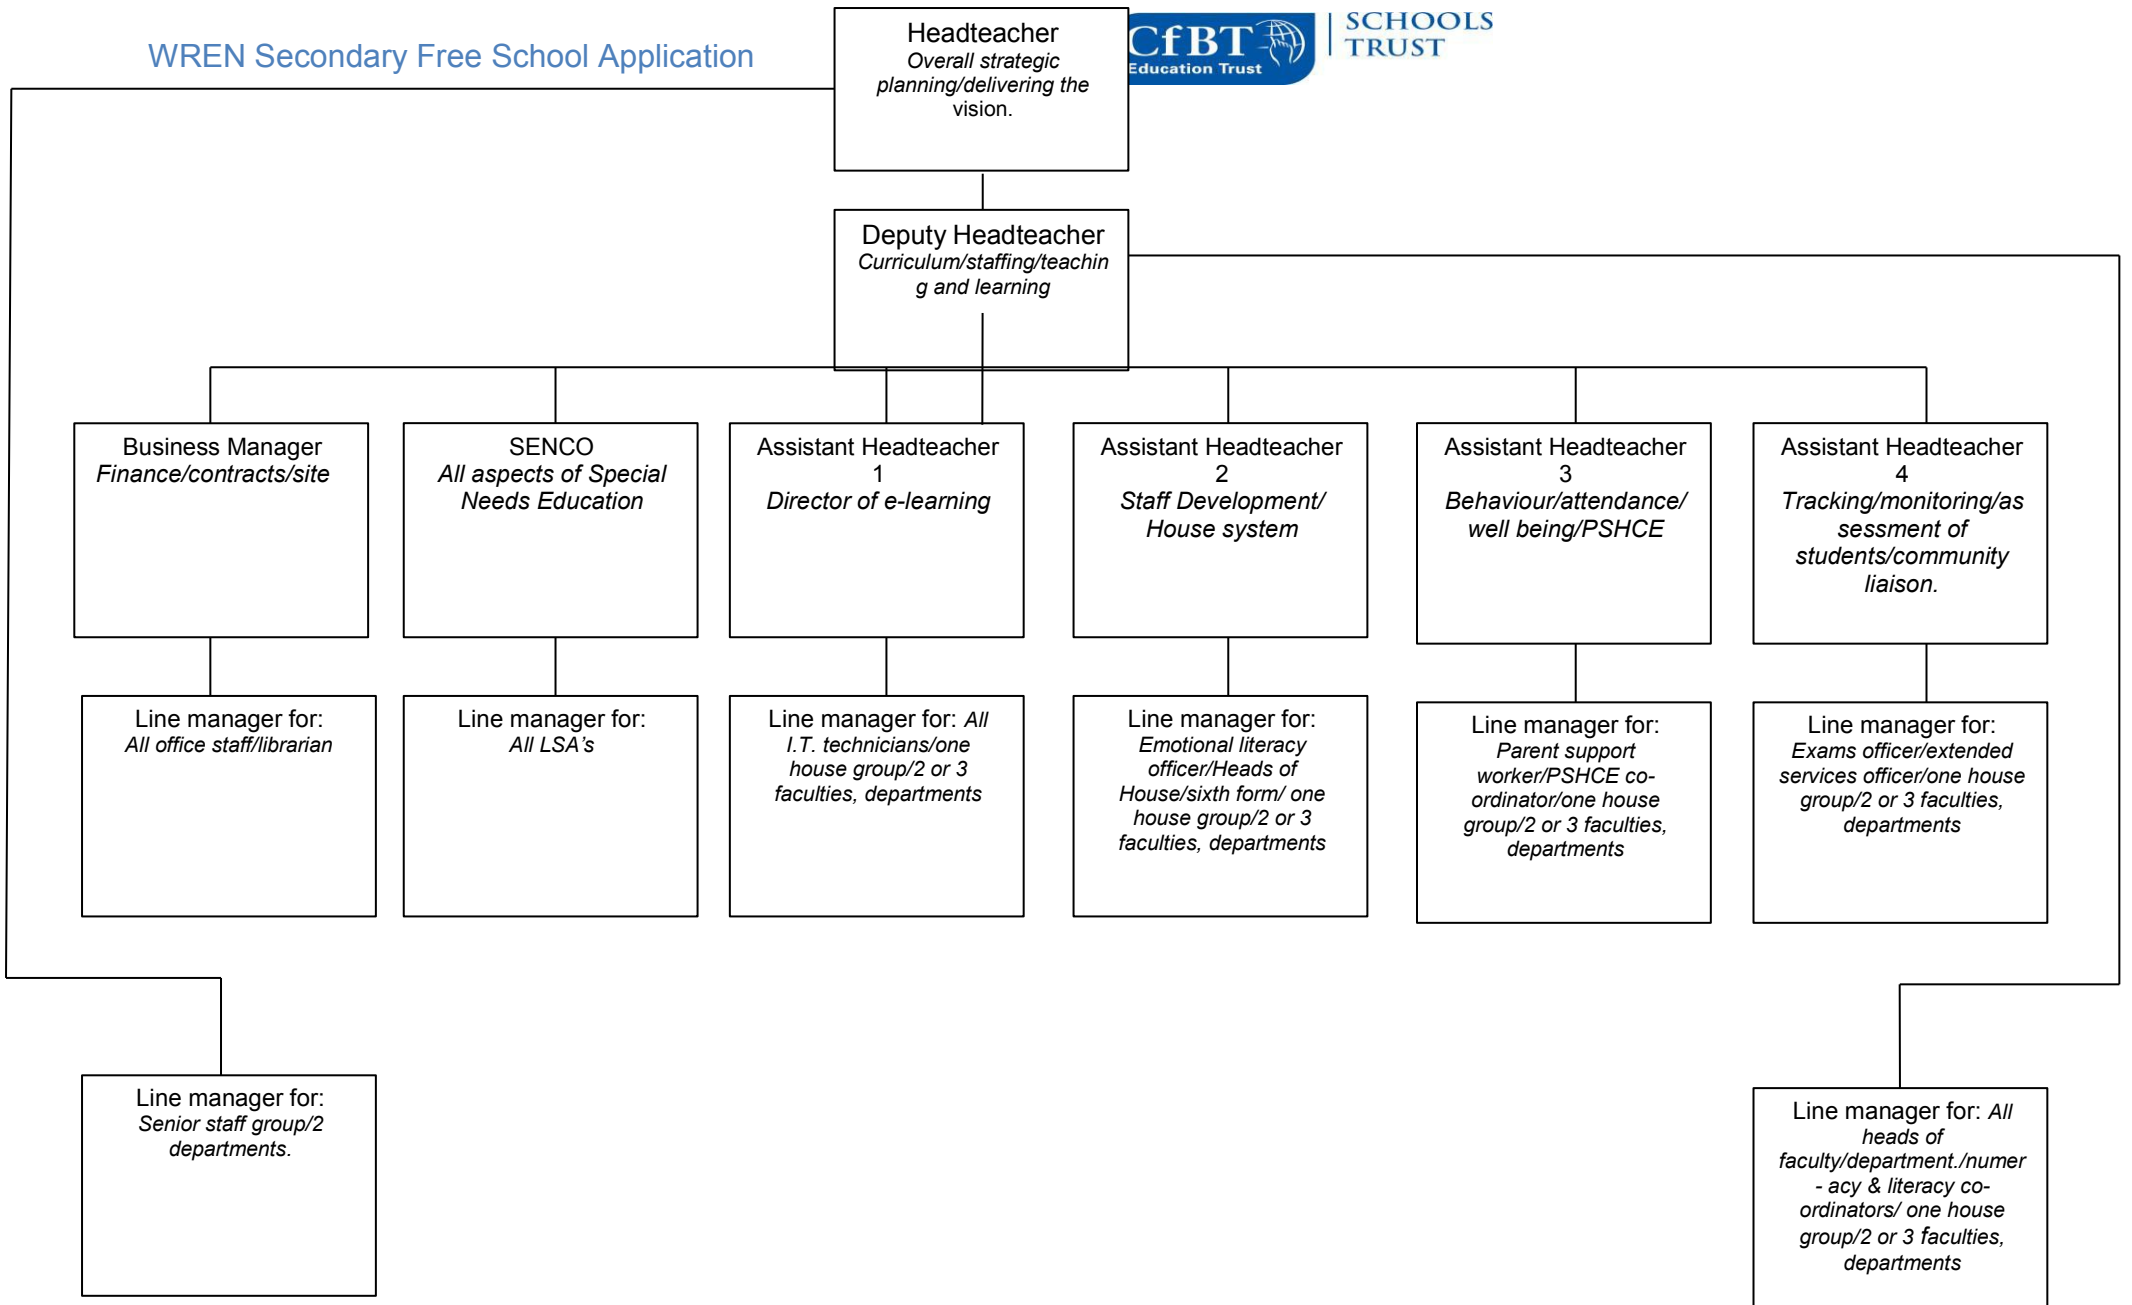 WREN Secondary Free School Application
CfBT
Education Trust
SCHOOLS
TRUST
Headteacher
Overall strategic
planning/delivering the
vision.
Deputy Headteacher
Curriculum/staffing/teachin
g and learning
Business Manager
Finance/contracts/site
SENCO
All aspects of Special
Needs Education
Assistant Headteacher
1
Director of e-learning
Assistant Headteacher
2
Staff Development/
House system
Assistant Headteacher
3
Behaviour/attendance/
well being/PSHCE
Assistant Headteacher
4
Tracking/monitoring/as
sessment of
students/community
liaison.
Line manager for:
All office staff/librarian
Line manager for:
All LSA's
Line manager for: All
I.T. technicians/one
house group/2 or 3
faculties, departments
Line manager for:
Emotional literacy
officer/Heads of
House/sixth form/ one
house group/2 or 3
faculties, departments
Line manager for:
Parent support
worker/PSHCE co-
ordinator/one house
group/2 or 3 faculties,
departments
Line manager for:
Exams officer/extended
services officer/one house
group/2 or 3 faculties,
departments
Line manager for:
Senior staff group/2
departments.
Line manager for: All
heads of
faculty/department./numer
- acy & literacy co-
ordinators/ one house
group/2 or 3 faculties,
departments